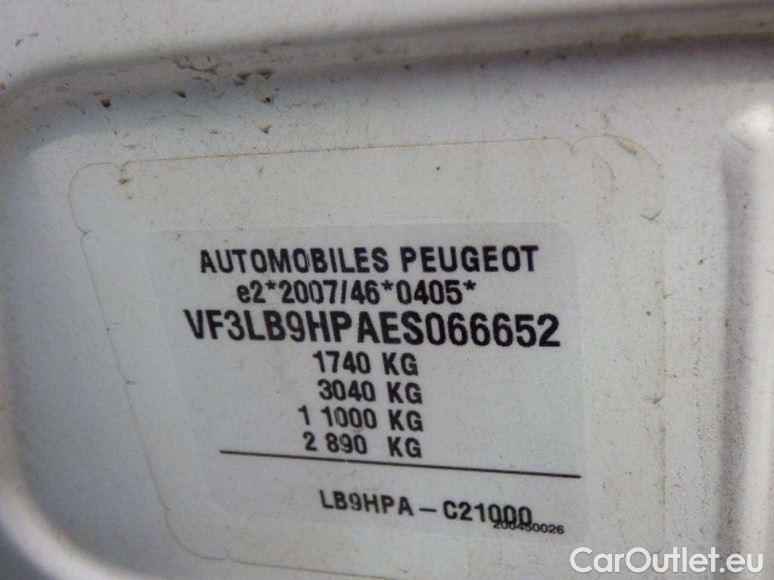 AUTOMOBILES PEUGEOT
e2*2007/46*0405*
VF3LB9HPAES066652
1740 KG
3040 KG
1 1000 KG
2 890 KG
LB9HPA-C21000
200450026
CarOutlet.eu